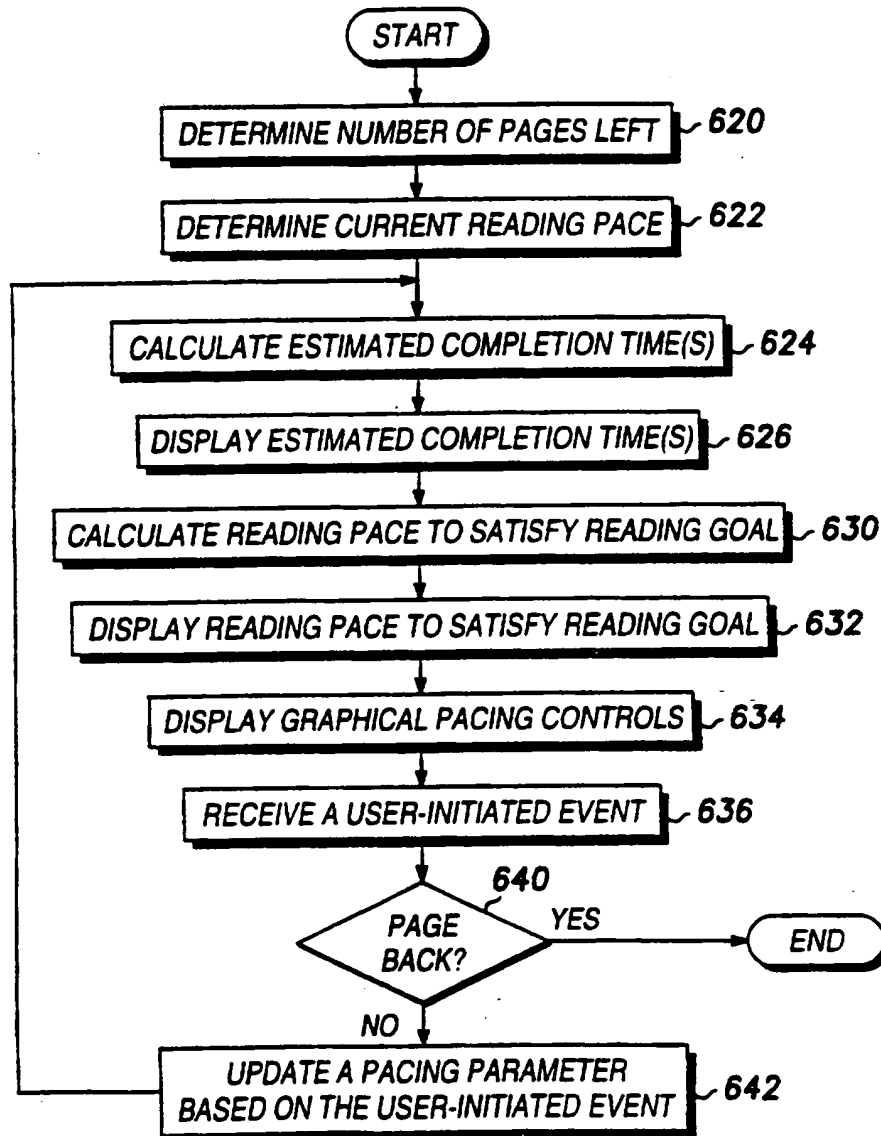 START
DETERMINE NUMBER OF PAGES LEFT 620
DETERMINE CURRENT READING PACE 622
CALCULATE ESTIMATED COMPLETION TIME(S) 624
DISPLAY ESTIMATED COMPLETION TIME(S) 626
CALCULATE READING PACE TO SATISFY READING GOAL 630
DISPLAY READING PACE TO SATISFY READING GOAL 632
DISPLAY GRAPHICAL PACING CONTROLS 634
RECEIVE A USER-INITIATED EVENT 636
640
PAGE
BACK?
YES
END
NO
UPDATE A PACING PARAMETER
BASED ON THE USER-INITIATED EVENT 642